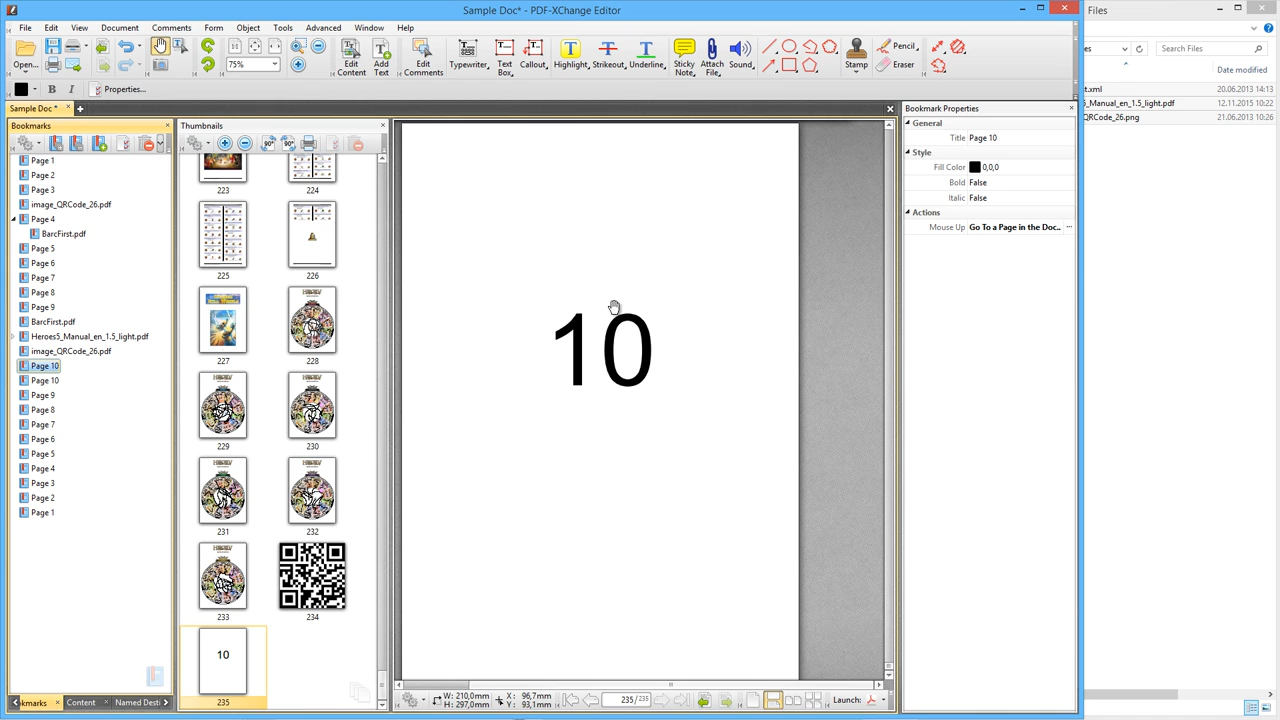 Sample Doc* - PDF-XChange Editor
Files
File Edit View Document Comments Form Object Tools Advanced Window Help
Open...
75%
Edit Content
Add Text
Edit Comments
Typewriter
Text Box
Callout
Highlight
Strikeout
Underline
Sticky Note
Attach File
Sound
Stamp
Pencil
Eraser
Search Files
B I Properties...
Date modified
t.xml 20.06.2013 14:13
5_Manual_en_1.5_light.pdf 12.11.2015 10:22
QRCode_26.png 21.06.2013 10:26
Sample Doc *
Bookmarks
Page 1
Page 2
Page 3
image_QRCode_26.pdf
Page 4
BarcFirst.pdf
Page 5
Page 6
Page 7
Page 8
Page 9
BarcFirst.pdf
Heroes5_Manual_en_1.5_light.pdf
image_QRCode_26.pdf
Page 10
Page 10
Page 9
Page 8
Page 7
Page 6
Page 5
Page 4
Page 3
Page 2
Page 1
Thumbnails
90° 90°
223 224
225 226
227 228
229 230
231 232
233 234
10
235
10
Bookmark Properties
General
Title Page 10
Style
Fill Color 0,0,0
Bold False
Italic False
Actions
Mouse Up Go To a Page in the Doc.. ...
kmarks Content Named Desti
W: 210,0mm
H: 297,0mm
X: 96,7mm
Y: 93,1mm
235/235
Launch: